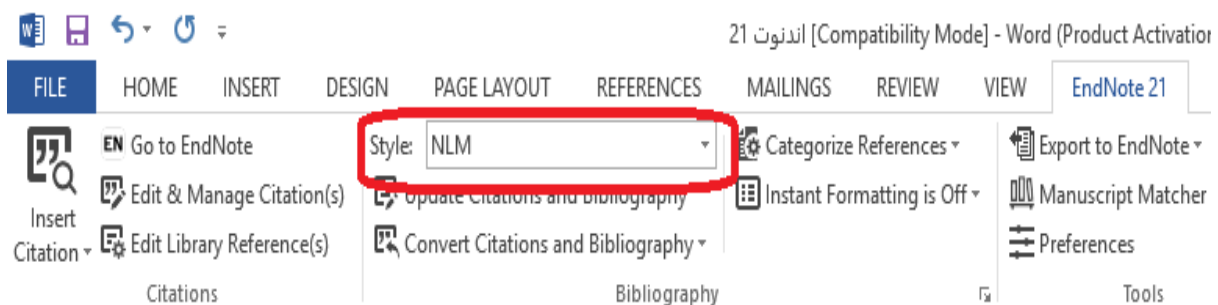 اندنوت 21 [Compatibility Mode] - Word (Product Activation
FILE HOME INSERT DESIGN PAGE LAYOUT REFERENCES MAILINGS REVIEW VIEW EndNote 21
Insert Citation
EN Go to EndNote
Edit & Manage Citation(s)
Edit Library Reference(s)
Citations
Style: NLM
Update Citations and Bibliography
Convert Citations and Bibliography
Categorize References
Instant Formatting is Off
Bibliography
Export to EndNote
Manuscript Matcher
Preferences
Tools